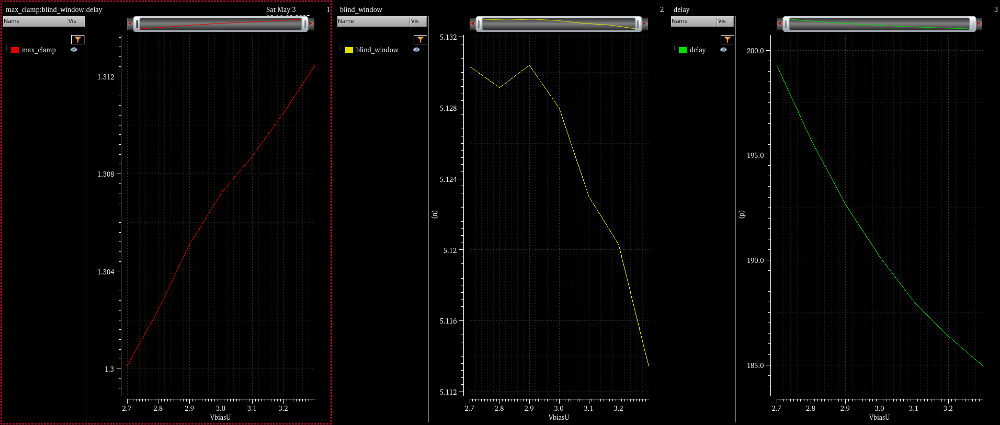 max_clamp:blind_window:delay
Sat May 3
1
Name
Vis
max_clamp
1.312
1.308
1.304
1.3
2.7 2.8 2.9 3.0 3.1 3.2
VbiasU
blind_window
2
Name
Vis
blind_window
5.132
5.128
5.124
(n)
5.12
5.116
5.112
2.7 2.8 2.9 3.0 3.1 3.2
VbiasU
delay
3
Name
Vis
delay
200.0
195.0
(p)
190.0
185.0
2.7 2.8 2.9 3.0 3.1 3.2
VbiasU